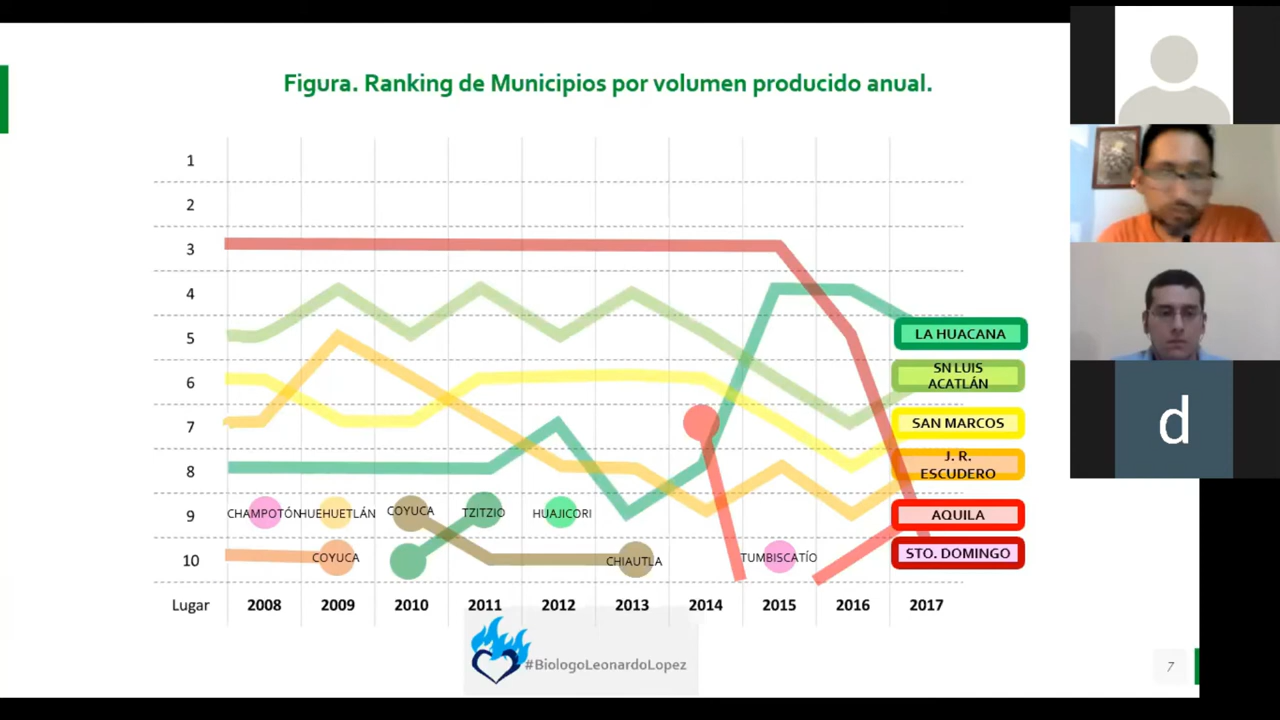 Figura. Ranking de Municipios por volumen producido anual.
1
2
3
4
5
6
7
8
9
10
LA HUACANA
SN LUIS
ACATLÁN
SAN MARCOS
J. R.
ESCUDERO
AQUILA
STO. DOMINGO
CHAMPOTÓN
HUEHUETLÁN
COYUCA
TZITZIO
HUAJICORI
COYUCA
CHIAUTLA
TUMBISCATÍO
Lugar 2008 2009 2010 2011 2012 2013 2014 2015 2016 2017
#BiologoLeonardoLopez
7
d